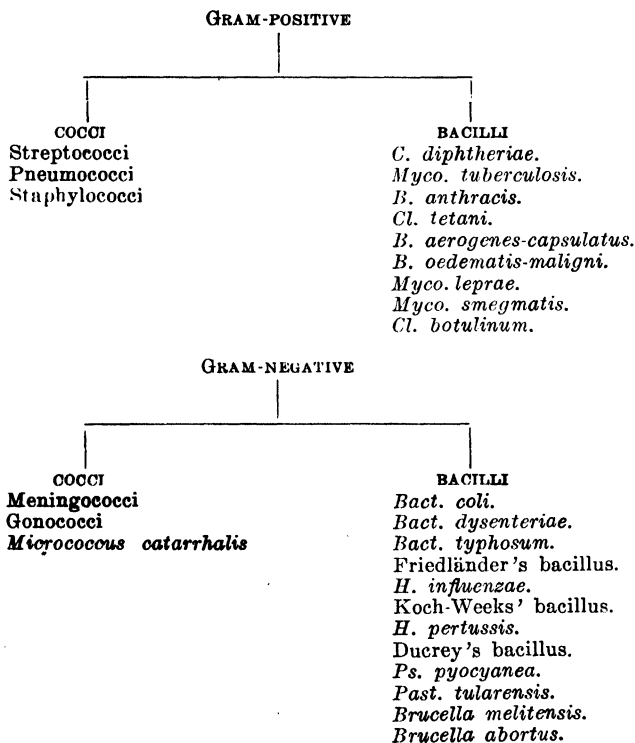 GRAM-POSITIVE
COCCI
Streptococci
Pneumococci
Staphylococci
BACILLI
C. diphtheriae.
Myco. tuberculosis.
B. anthracis.
Cl. tetani.
B. aerogenes-capsulatus.
B. oedematis-maligni.
Myco. leprae.
Myco. smegmatis.
Cl. botulinum.
GRAM-NEGATIVE
COCCI
Meningococci
Gonococci
Micrococcus catarrhalis
BACILLI
Bact. coli.
Bact. dysenteriae.
Bact. typhosum.
Friedländer's bacillus.
H. influenzae.
Koch-Weeks' bacillus.
H. pertussis.
Ducrey's bacillus.
Ps. pyocyanea.
Past. tularensis.
Brucella melitensis.
Brucella abortus.